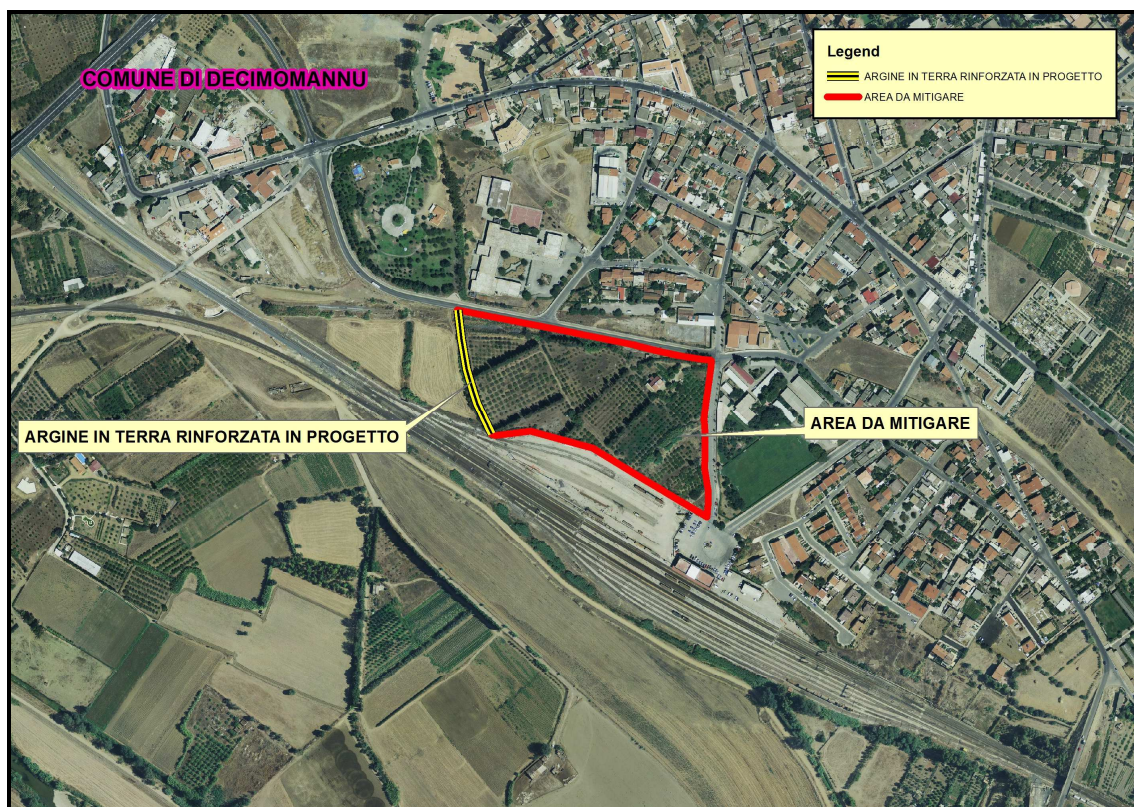 COMUNE DI DECIMOMANNU
Legend
ARGINE IN TERRA RINFORZATA IN PROGETTO
AREA DA MITIGARE
ARGINE IN TERRA RINFORZATA IN PROGETTO
AREA DA MITIGARE